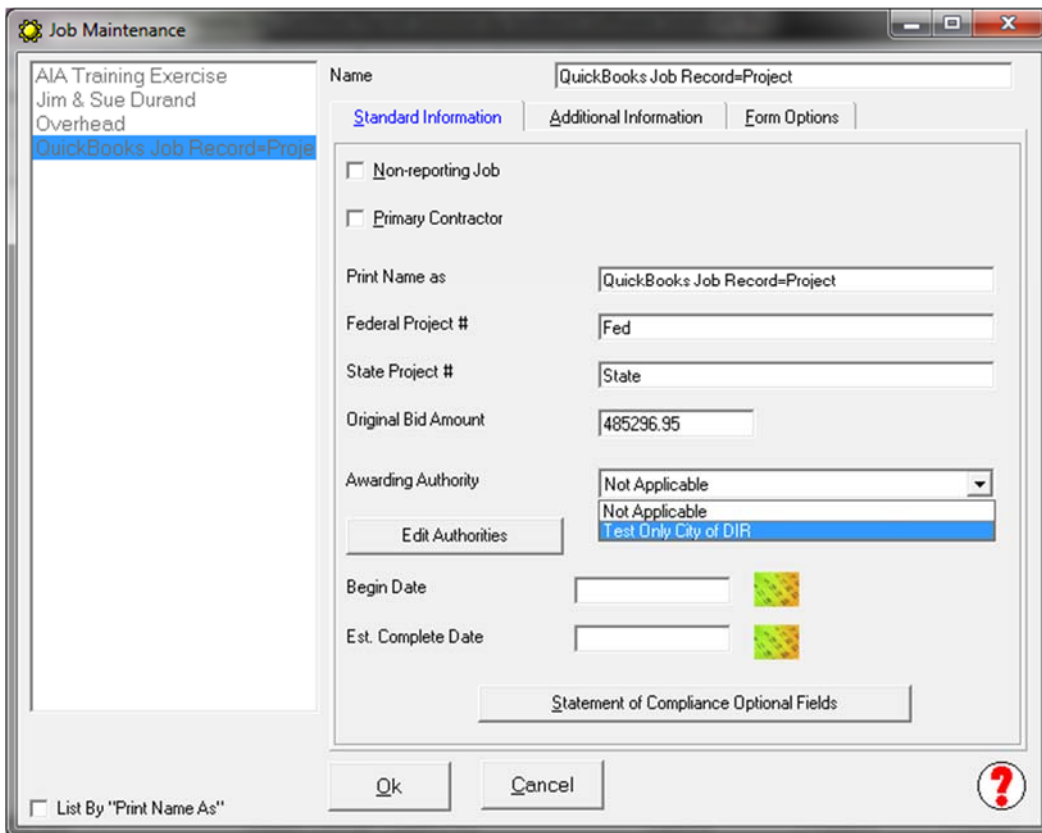 Job Maintenance
AIA Training Exercise
Jim & Sue Durand
Overhead
QuickBooks Job Record=Proje
Name
QuickBooks Job Record=Project
Standard Information
Additional Information
Form Options
Non-reporting Job
Primary Contractor
Print Name as
QuickBooks Job Record=Project
Federal Project #
Fed
State Project #
State
Original Bid Amount
485296.95
Awarding Authority
Not Applicable
Not Applicable
Test Only City of DIR
Edit Authorities
Begin Date
Est. Complete Date
Statement of Compliance Optional Fields
Ok
Cancel
?
List By "Print Name As"